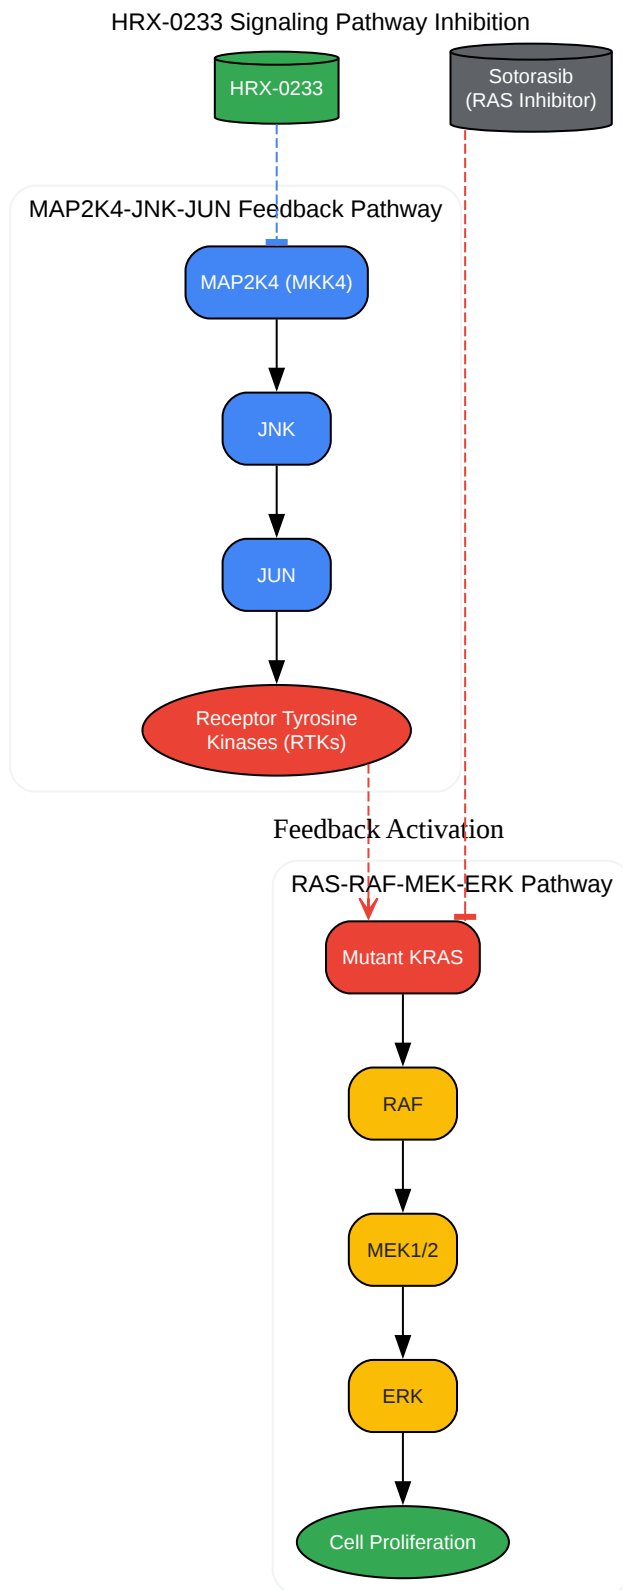 HRX-0233 Signaling Pathway Inhibition
HRX-0233
Sotorasib
(RAS Inhibitor)
MAP2K4-JNK-JUN Feedback Pathway
MAP2K4 (MKK4)
JNK
JUN
Receptor Tyrosine
Kinases (RTKs)
Feedback Activation
RAS-RAF-MEK-ERK Pathway
Mutant KRAS
RAF
MEK1/2
ERK
Cell Proliferation